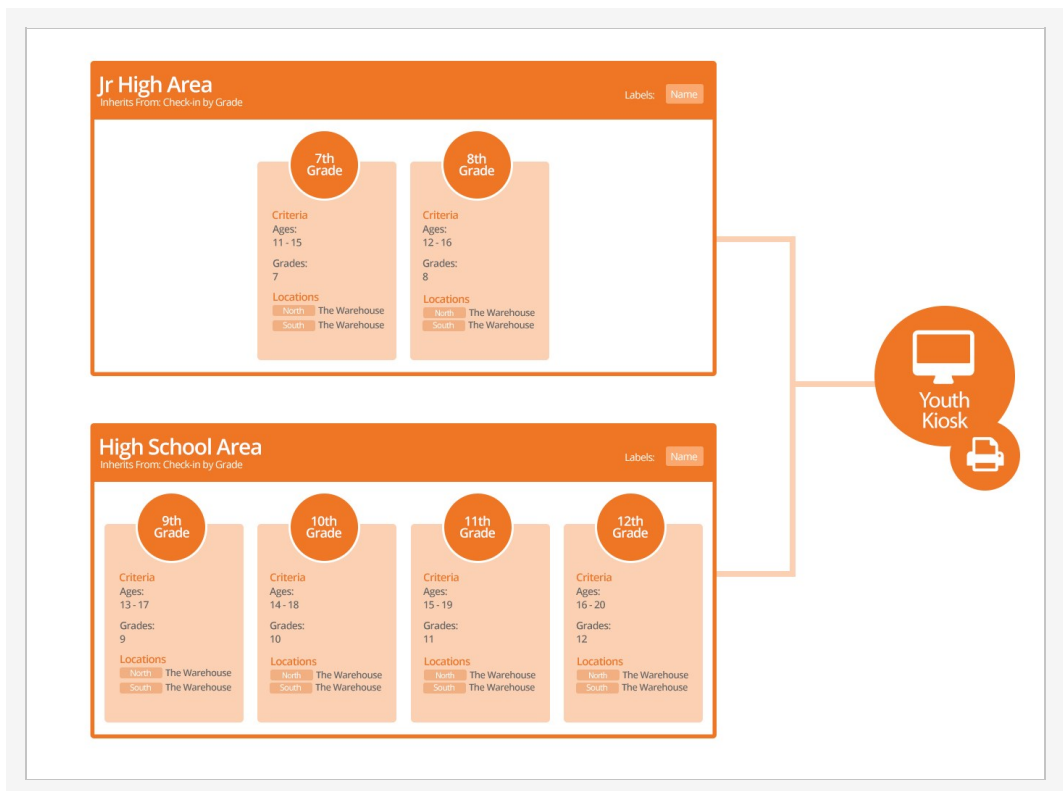 Jr High Area
Inherits From: Check-in by Grade
Labels: Name
7th
Grade
Criteria
Ages:
11 - 15
Grades:
7
Locations
North The Warehouse
South The Warehouse
8th
Grade
Criteria
Ages:
12 - 16
Grades:
8
Locations
North The Warehouse
South The Warehouse
High School Area
Inherits From: Check-in by Grade
Labels: Name
9th
Grade
Criteria
Ages:
13 - 17
Grades:
9
Locations
North The Warehouse
South The Warehouse
10th
Grade
Criteria
Ages:
14 - 18
Grades:
10
Locations
North The Warehouse
South The Warehouse
11th
Grade
Criteria
Ages:
15 - 19
Grades:
11
Locations
North The Warehouse
South The Warehouse
12th
Grade
Criteria
Ages:
16 - 20
Grades:
12
Locations
North The Warehouse
South The Warehouse
Youth
Kiosk